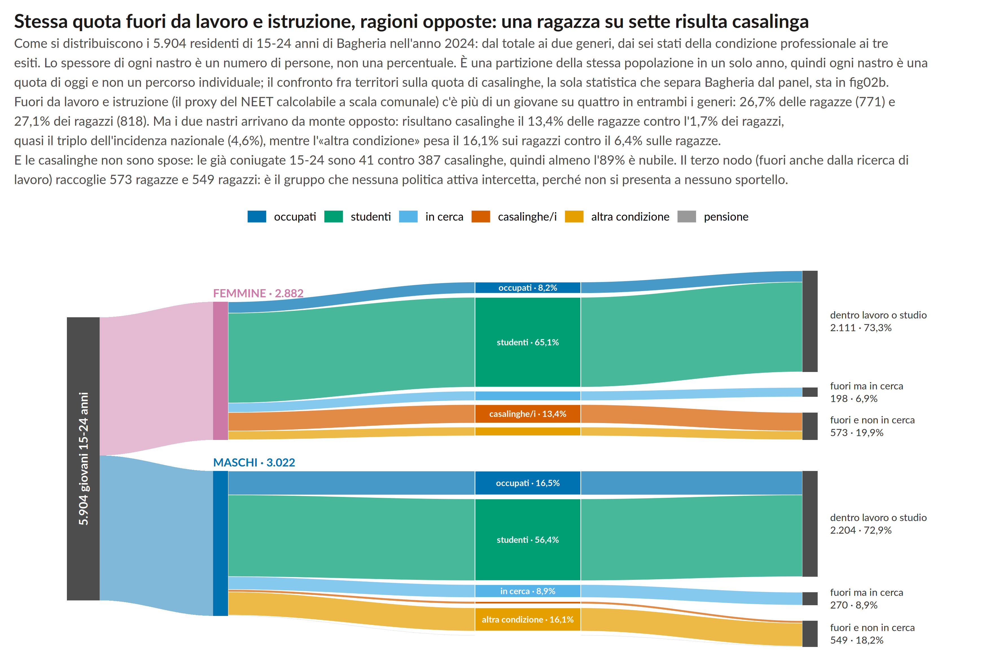 Stessa quota fuori da lavoro e istruzione, ragioni opposte: una ragazza su sette risulta casalinga
Come si distribuiscono i 5.904 residenti di 15-24 anni di Bagheria nell'anno 2024: dal totale ai due generi, dai sei stati della condizione professionale ai tre
esiti. Lo spessore di ogni nastro è un numero di persone, non una percentuale. È una partizione della stessa popolazione in un solo anno, quindi ogni nastro è una
quota di oggi e non un percorso individuale; il confronto fra territori sulla quota di casalinghe, la sola statistica che separa Bagheria dal panel, sta in fig02b.
Fuori da lavoro e istruzione (il proxy del NEET calcolabile a scala comunale) c'è più di un giovane su quattro in entrambi i generi: 26,7% delle ragazze (771) e
27,1% dei ragazzi (818). Ma i due nastri arrivano da monte opposto: risultano casalinghe il 13,4% delle ragazze contro l'1,7% dei ragazzi,
quasi il triplo dell'incidenza nazionale (4,6%), mentre l'«altra condizione» pesa il 16,1% sui ragazzi contro il 6,4% sulle ragazze.
E le casalinghe non sono spose: le già coniugate 15-24 sono 41 contro 387 casalinghe, quindi almeno l'89% è nubile. Il terzo nodo (fuori anche dalla ricerca di
lavoro) raccoglie 573 ragazze e 549 ragazzi: è il gruppo che nessuna politica attiva intercetta, perché non si presenta a nessuno sportello.
occupati studenti in cerca casalinghe/i altra condizione pensione
5.904 giovani 15-24 anni
FEMMINE · 2.882
occupati · 8,2%
studenti · 65,1%
casalinghe/i · 13,4%
dentro lavoro o studio
2.111 · 73,3%
fuori ma in cerca
198 · 6,9%
fuori e non in cerca
573 · 19,9%
MASCHI · 3.022
occupati · 16,5%
studenti · 56,4%
in cerca · 8,9%
altra condizione · 16,1%
dentro lavoro o studio
2.204 · 72,9%
fuori ma in cerca
270 · 8,9%
fuori e non in cerca
549 · 18,2%